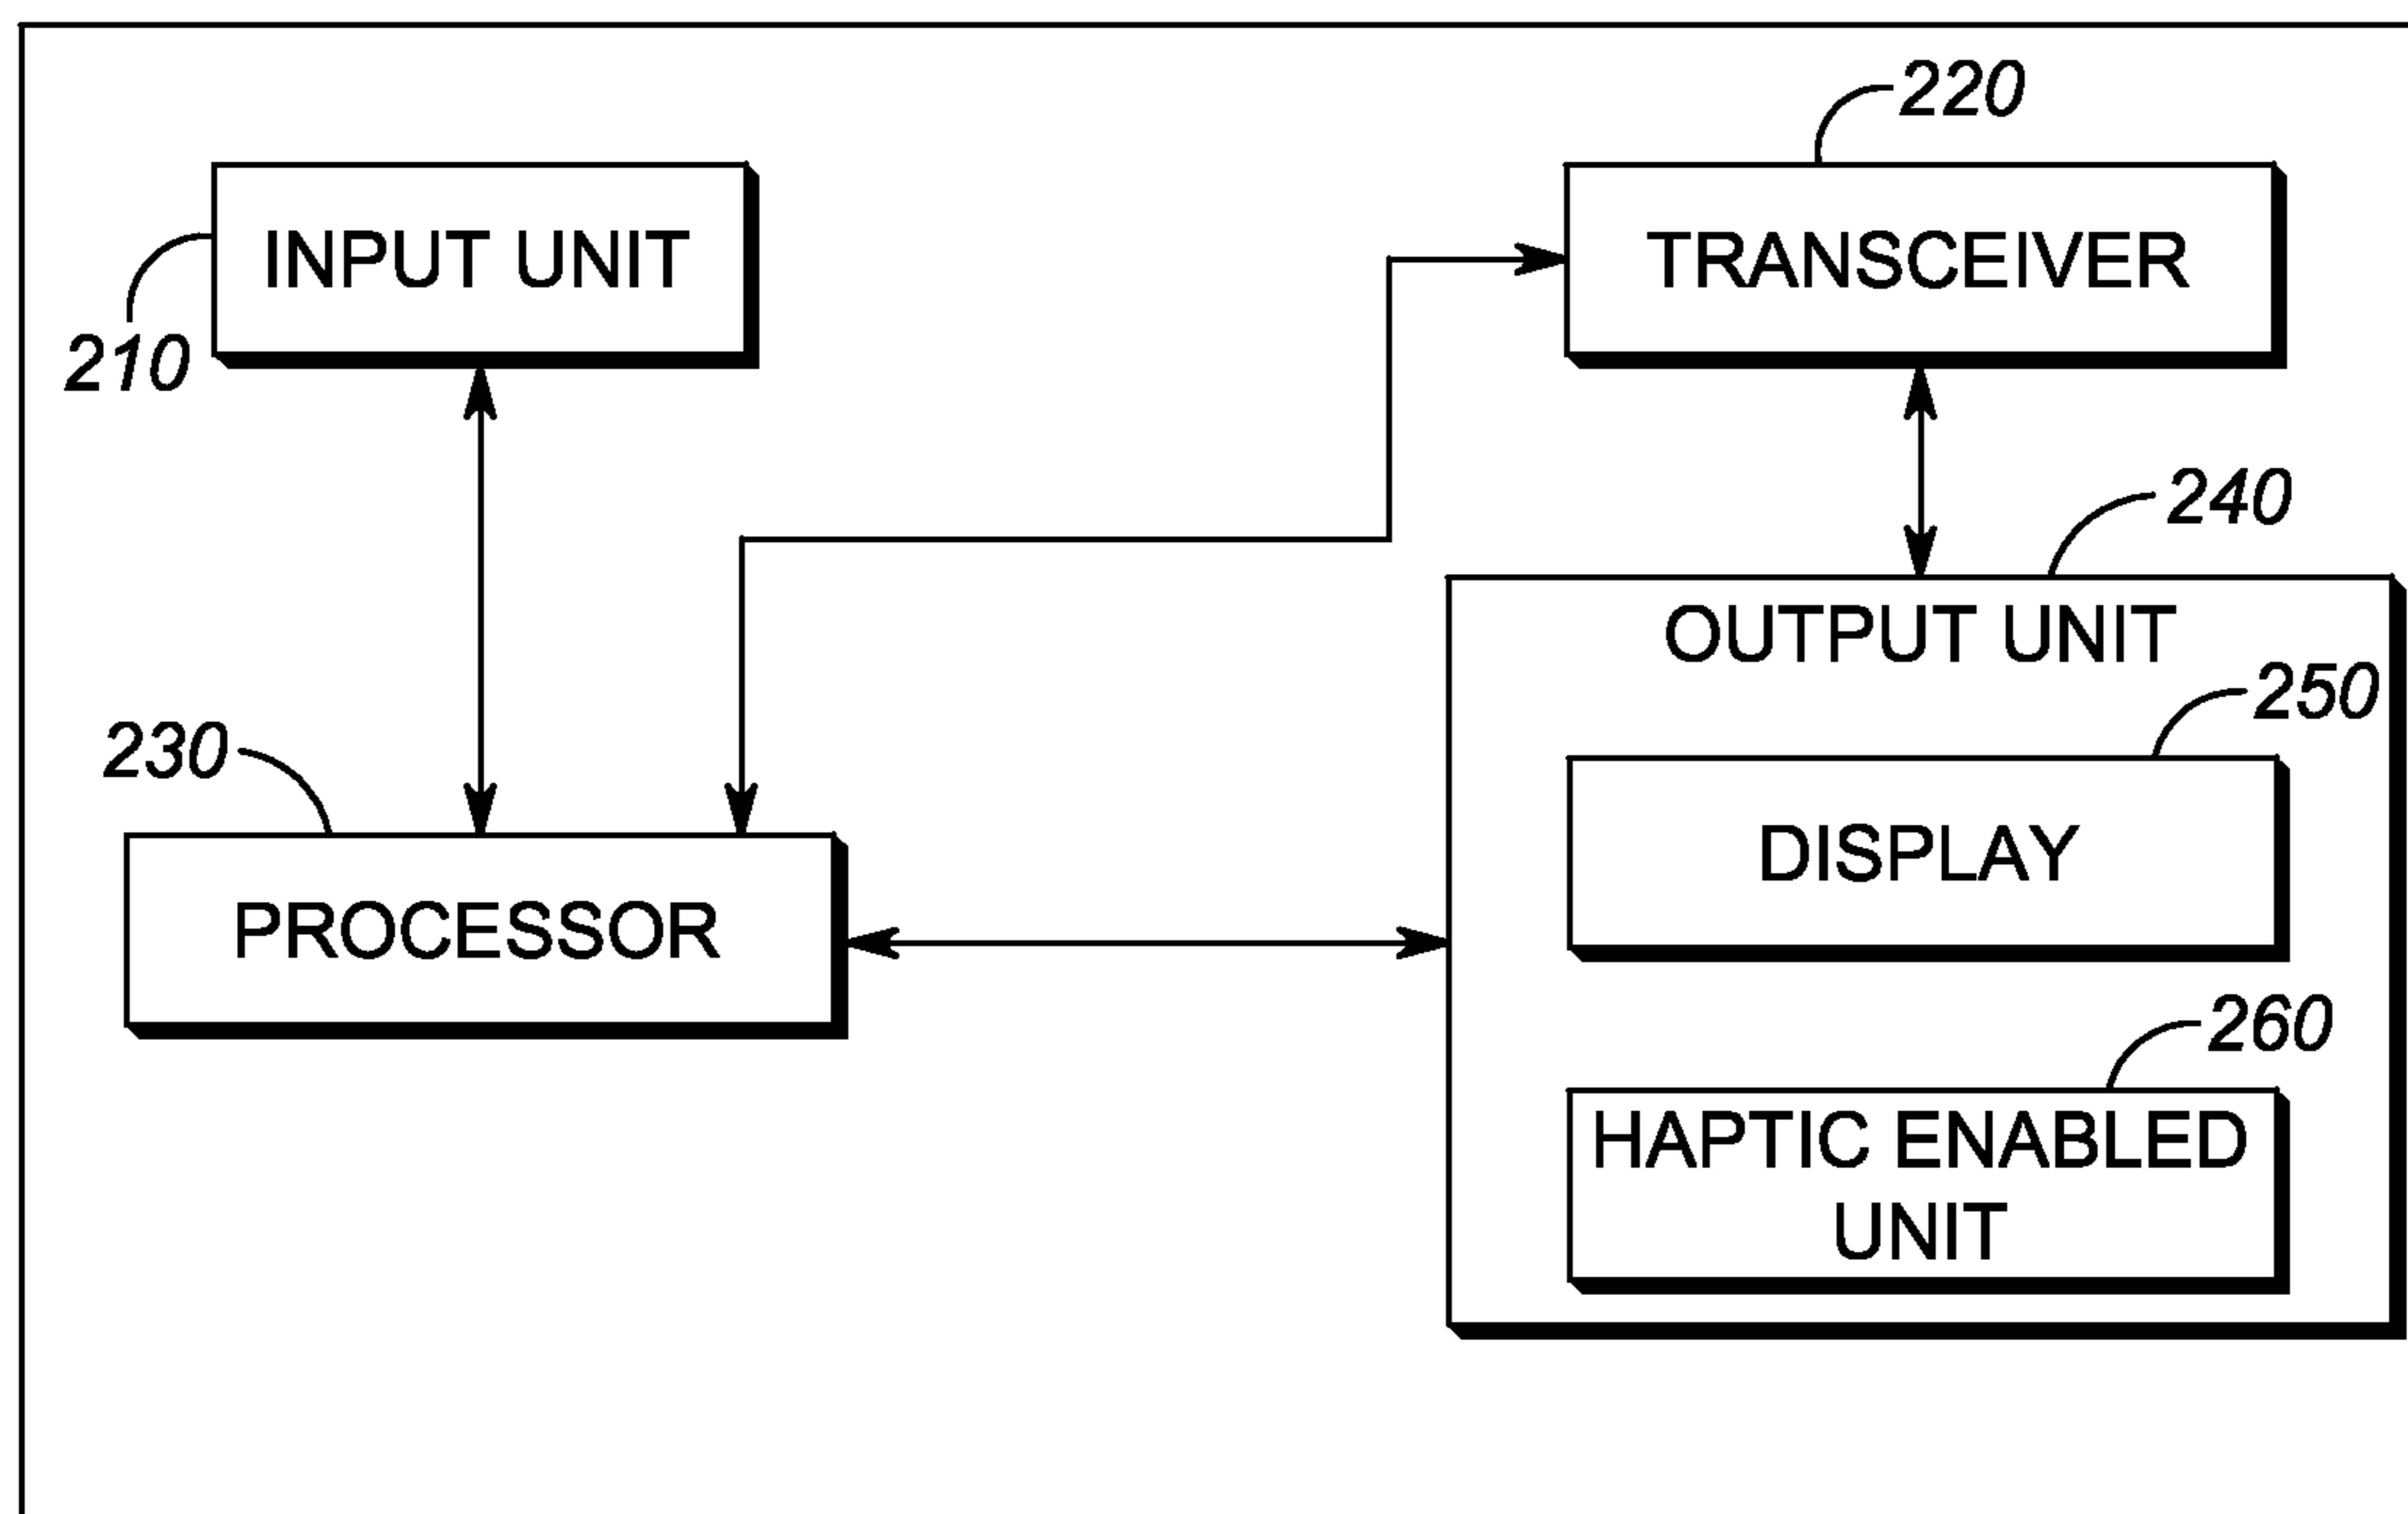 220
INPUT UNIT
TRANSCEIVER
210
240
OUTPUT UNIT
250
230
DISPLAY
PROCESSOR
260
HAPTIC ENABLED
UNIT